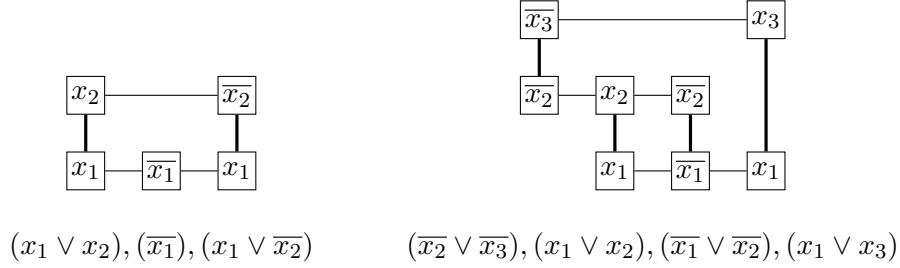 x̅₃ x₃
x₂ x̅₂ x̅₂ x₂ x̅₂
x₁ x̅₁ x₁ x₁ x̅₁ x₁
(x₁ ∨ x₂), (x̅₁), (x₁ ∨ x̅₂) (x̅₂ ∨ x̅₃), (x₁ ∨ x₂), (x̅₁ ∨ x̅₂), (x₁ ∨ x₃)